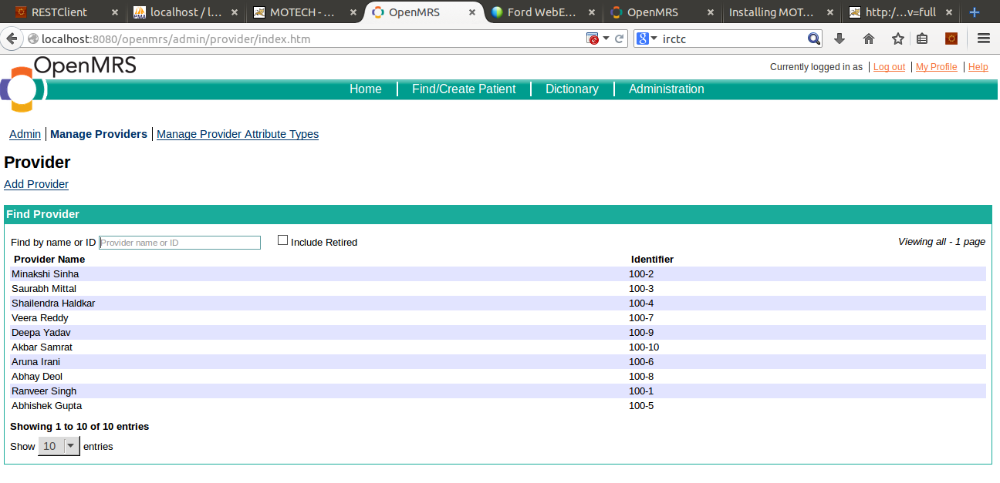 RESTClient × localhost / l... × MOTECH - ... × OpenMRS × Ford WebE... × OpenMRS × Installing MOT... × http:/...v=full × +
localhost:8080/openmrs/admin/provider/index.htm
8 irctc
OpenMRS
Currently logged in as | Log out | My Profile | Help
Home | Find/Create Patient | Dictionary | Administration
Admin | Manage Providers | Manage Provider Attribute Types
Provider
Add Provider
Find Provider
Find by name or ID Provider name or ID Include Retired Viewing all - 1 page
Provider Name Identifier
Minakshi Sinha 100-2
Saurabh Mittal 100-3
Shailendra Haldkar 100-4
Veera Reddy 100-7
Deepa Yadav 100-9
Akbar Samrat 100-10
Aruna Irani 100-6
Abhay Deol 100-8
Ranveer Singh 100-1
Abhishek Gupta 100-5
Showing 1 to 10 of 10 entries
Show 10 entries